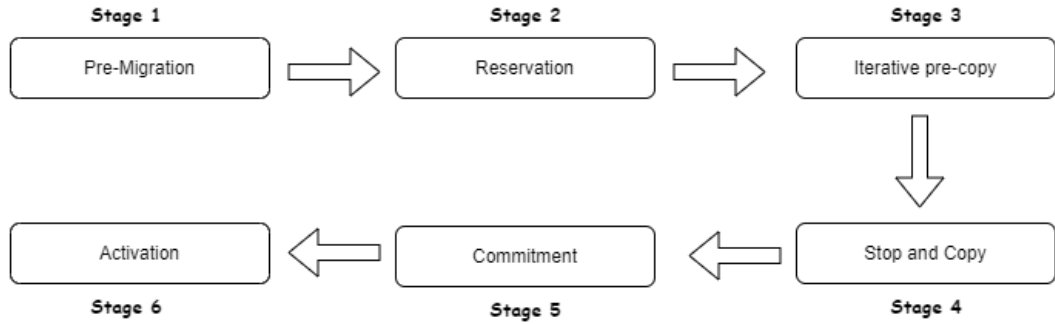 Stage 1
Stage 2
Stage 3
Pre-Migration
Reservation
Iterative pre-copy
Activation
Commitment
Stop and Copy
Stage 6
Stage 5
Stage 4